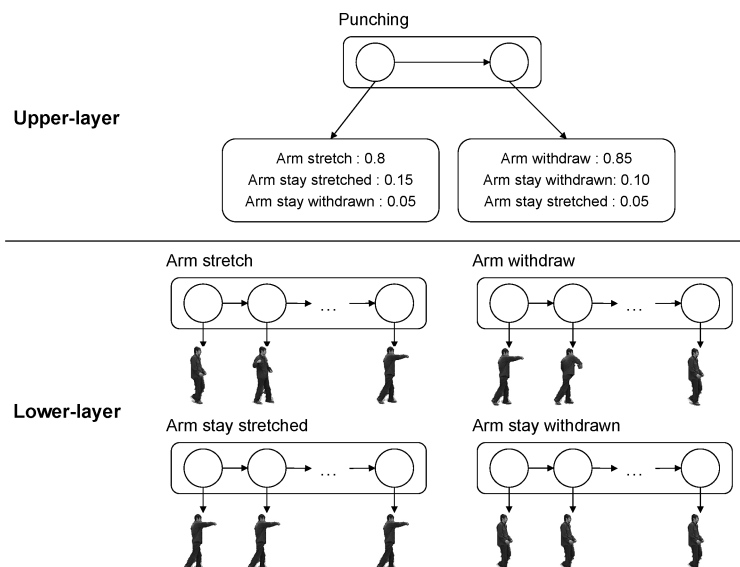 Punching
Upper-layer
Arm stretch : 0.8
Arm stay stretched : 0.15
Arm stay withdrawn : 0.05
Arm withdraw : 0.85
Arm stay withdrawn: 0.10
Arm stay stretched : 0.05
Arm stretch
Arm withdraw
...
...
Lower-layer
Arm stay stretched
Arm stay withdrawn
...
...